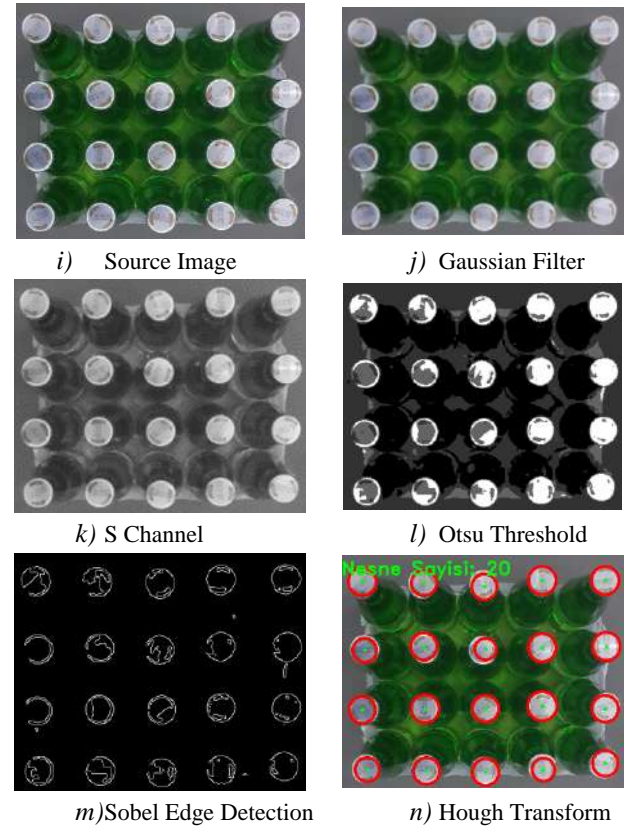 i) Source Image
j) Gaussian Filter
k) S Channel
l) Otsu Threshold
Nesne Sayisi: 20
m)Sobel Edge Detection
n) Hough Transform